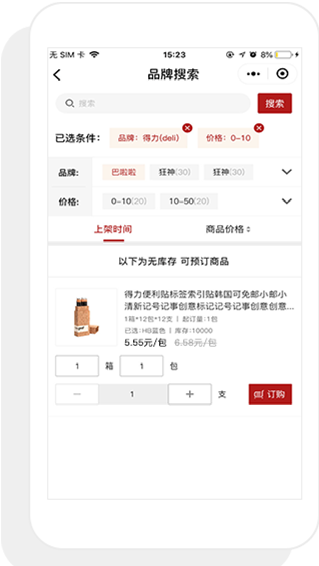 无 SIM 卡 15:23 8%
品牌搜索
搜索 搜索
已选条件: 品牌: 得力(deli) 价格: 0-10
品牌: 巴啦啦 狂神(30) 狂神(30)
价格: 0-10(20) 10-50(20)
上架时间 商品价格
以下为无库存 可预订商品
得力便利贴标签索引贴韩国可免邮小邮小
清新记号记事创意标记记号记事创意创意...
1箱*12包*12支 | 起订量:1包
已选:HB蓝色 | 库存:10000
5.55元/包 6.58元/包
1 箱 1 包
— 1 + 支 订购